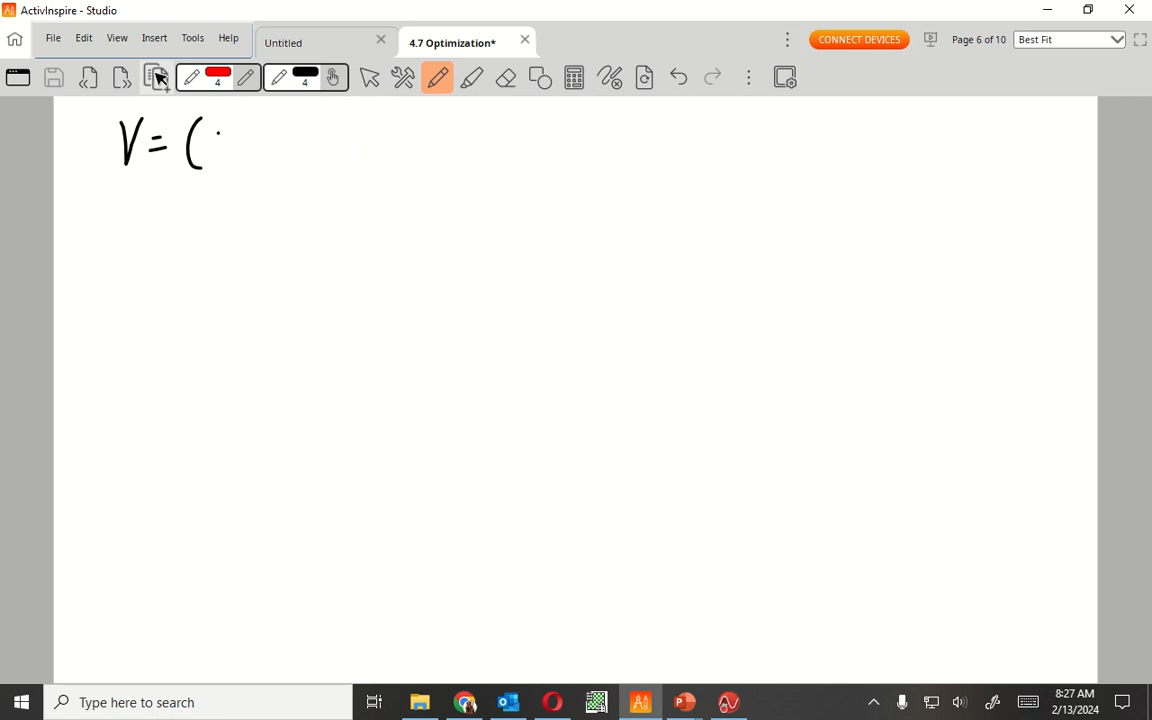 ActivInspire - Studio
File Edit View Insert Tools Help
Untitled
4.7 Optimization*
CONNECT DEVICES
Page 6 of 10
Best Fit
4
4
V = (
Type here to search
8:27 AM
2/13/2024